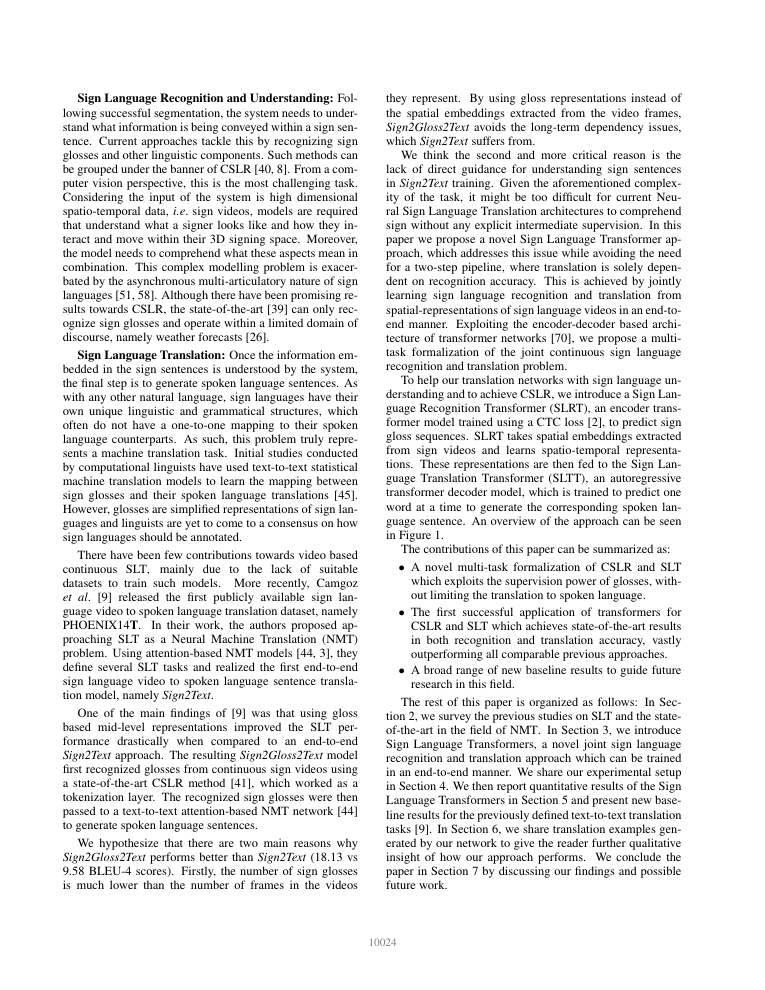 Sign Language Recognition and Understanding: Fol-
lowing successful segmentation, the system needs to under-
stand what information is being conveyed within a sign sen-
tence. Current approaches tackle this by recognizing sign
glosses and other linguistic components. Such methods can
be grouped under the banner of CSLR [40, 8]. From a com-
puter vision perspective, this is the most challenging task.
Considering the input of the system is high dimensional
spatio-temporal data, i.e. sign videos, models are required
that understand what a signer looks like and how they in-
teract and move within their 3D signing space. Moreover,
the model needs to comprehend what these aspects mean in
combination. This complex modelling problem is exacer-
bated by the asynchronous multi-articulatory nature of sign
languages [51, 58]. Although there have been promising re-
sults towards CSLR, the state-of-the-art [39] can only rec-
ognize sign glosses and operate within a limited domain of
discourse, namely weather forecasts [26].
Sign Language Translation: Once the information em-
bedded in the sign sentences is understood by the system,
the final step is to generate spoken language sentences. As
with any other natural language, sign languages have their
own unique linguistic and grammatical structures, which
often do not have a one-to-one mapping to their spoken
language counterparts. As such, this problem truly repre-
sents a machine translation task. Initial studies conducted
by computational linguists have used text-to-text statistical
machine translation models to learn the mapping between
sign glosses and their spoken language translations [45].
However, glosses are simplified representations of sign lan-
guages and linguists are yet to come to a consensus on how
sign languages should be annotated.
There have been few contributions towards video based
continuous SLT, mainly due to the lack of suitable
datasets to train such models. More recently, Camgoz
et al. [9] released the first publicly available sign lan-
guage video to spoken language translation dataset, namely
PHOENIX14T. In their work, the authors proposed ap-
proaching SLT as a Neural Machine Translation (NMT)
problem. Using attention-based NMT models [44, 3], they
define several SLT tasks and realized the first end-to-end
sign language video to spoken language sentence transla-
tion model, namely Sign2Text.
One of the main findings of [9] was that using gloss
based mid-level representations improved the SLT per-
formance drastically when compared to an end-to-end
Sign2Text approach. The resulting Sign2Gloss2Text model
first recognized glosses from continuous sign videos using
a state-of-the-art CSLR method [41], which worked as a
tokenization layer. The recognized sign glosses were then
passed to a text-to-text attention-based NMT network [44]
to generate spoken language sentences.
We hypothesize that there are two main reasons why
Sign2Gloss2Text performs better than Sign2Text (18.13 vs
9.58 BLEU-4 scores). Firstly, the number of sign glosses
is much lower than the number of frames in the videos
they represent. By using gloss representations instead of
the spatial embeddings extracted from the video frames,
Sign2Gloss2Text avoids the long-term dependency issues,
which Sign2Text suffers from.
We think the second and more critical reason is the
lack of direct guidance for understanding sign sentences
in Sign2Text training. Given the aforementioned complex-
ity of the task, it might be too difficult for current Neu-
ral Sign Language Translation architectures to comprehend
sign without any explicit intermediate supervision. In this
paper we propose a novel Sign Language Transformer ap-
proach, which addresses this issue while avoiding the need
for a two-step pipeline, where translation is solely depen-
dent on recognition accuracy. This is achieved by jointly
learning sign language recognition and translation from
spatial-representations of sign language videos in an end-to-
end manner. Exploiting the encoder-decoder based archi-
tecture of transformer networks [70], we propose a multi-
task formalization of the joint continuous sign language
recognition and translation problem.
To help our translation networks with sign language un-
derstanding and to achieve CSLR, we introduce a Sign Lan-
guage Recognition Transformer (SLRT), an encoder trans-
former model trained using a CTC loss [2], to predict sign
gloss sequences. SLRT takes spatial embeddings extracted
from sign videos and learns spatio-temporal representa-
tions. These representations are then fed to the Sign Lan-
guage Translation Transformer (SLTT), an autoregressive
transformer decoder model, which is trained to predict one
word at a time to generate the corresponding spoken lan-
guage sentence. An overview of the approach can be seen
in Figure 1.
The contributions of this paper can be summarized as:
• A novel multi-task formalization of CSLR and SLT
which exploits the supervision power of glosses, with-
out limiting the translation to spoken language.
• The first successful application of transformers for
CSLR and SLT which achieves state-of-the-art results
in both recognition and translation accuracy, vastly
outperforming all comparable previous approaches.
• A broad range of new baseline results to guide future
research in this field.
The rest of this paper is organized as follows: In Sec-
tion 2, we survey the previous studies on SLT and the state-
of-the-art in the field of NMT. In Section 3, we introduce
Sign Language Transformers, a novel joint sign language
recognition and translation approach which can be trained
in an end-to-end manner. We share our experimental setup
in Section 4. We then report quantitative results of the Sign
Language Transformers in Section 5 and present new base-
line results for the previously defined text-to-text translation
tasks [9]. In Section 6, we share translation examples gen-
erated by our network to give the reader further qualitative
insight of how our approach performs. We conclude the
paper in Section 7 by discussing our findings and possible
future work.
10024